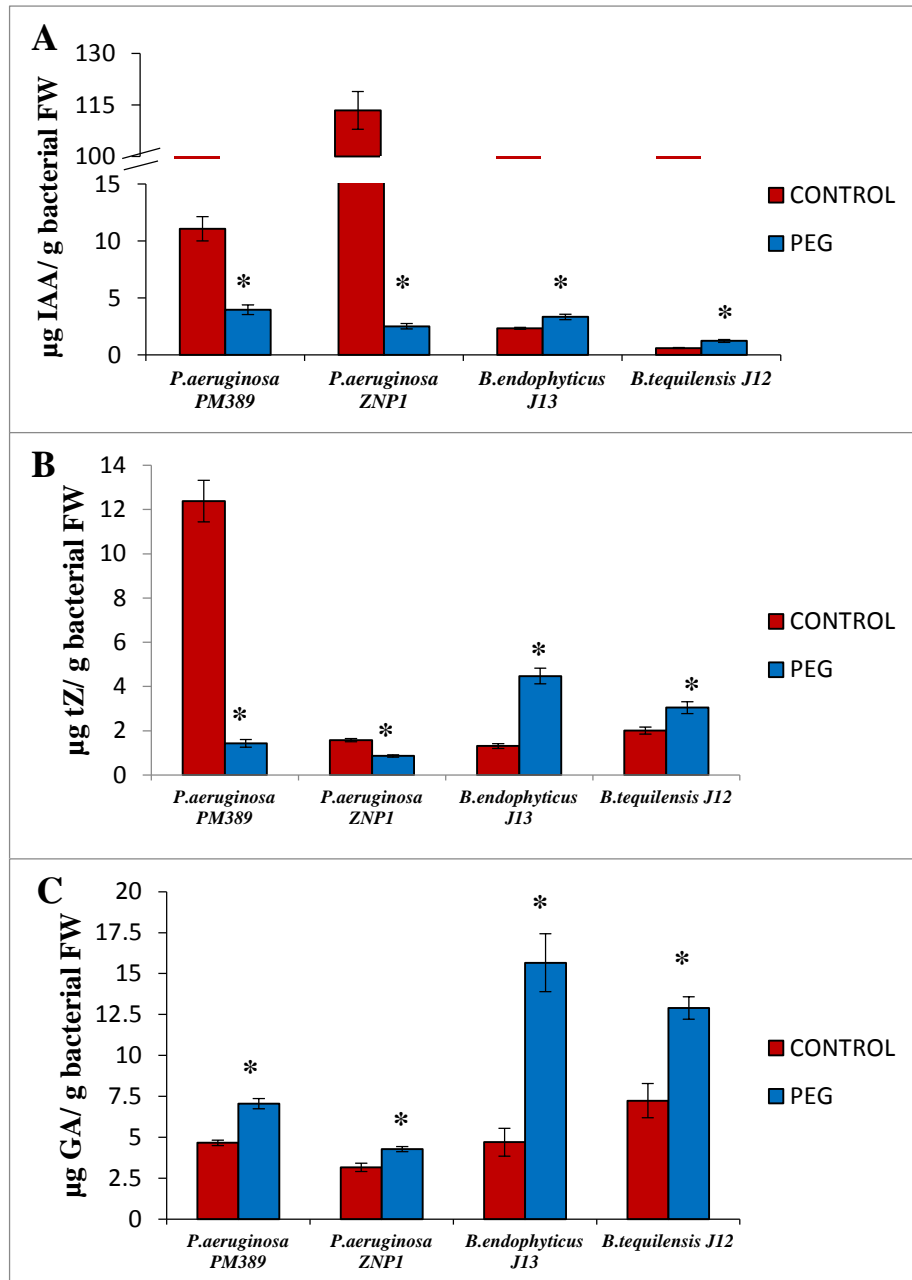 A
µg IAA/ g bacterial FW
130
115
100
15
10
5
0
*
*
*
*
CONTROL
PEG
P.aeruginosa
PM389
P.aeruginosa
ZNP1
B.endophyticus
J13
B.tequilensis J12
B
µg tZ/ g bacterial FW
14
12
10
8
6
4
2
0
*
*
*
*
CONTROL
PEG
P.aeruginosa
PM389
P.aeruginosa
ZNP1
B.endophyticus
J13
B.tequilensis J12
C
µg GA/ g bacterial FW
20
17.5
15
12.5
10
7.5
5
2.5
0
*
*
*
*
CONTROL
PEG
P.aeruginosa
PM389
P.aeruginosa
ZNP1
B.endophyticus
J13
B.tequilensis J12